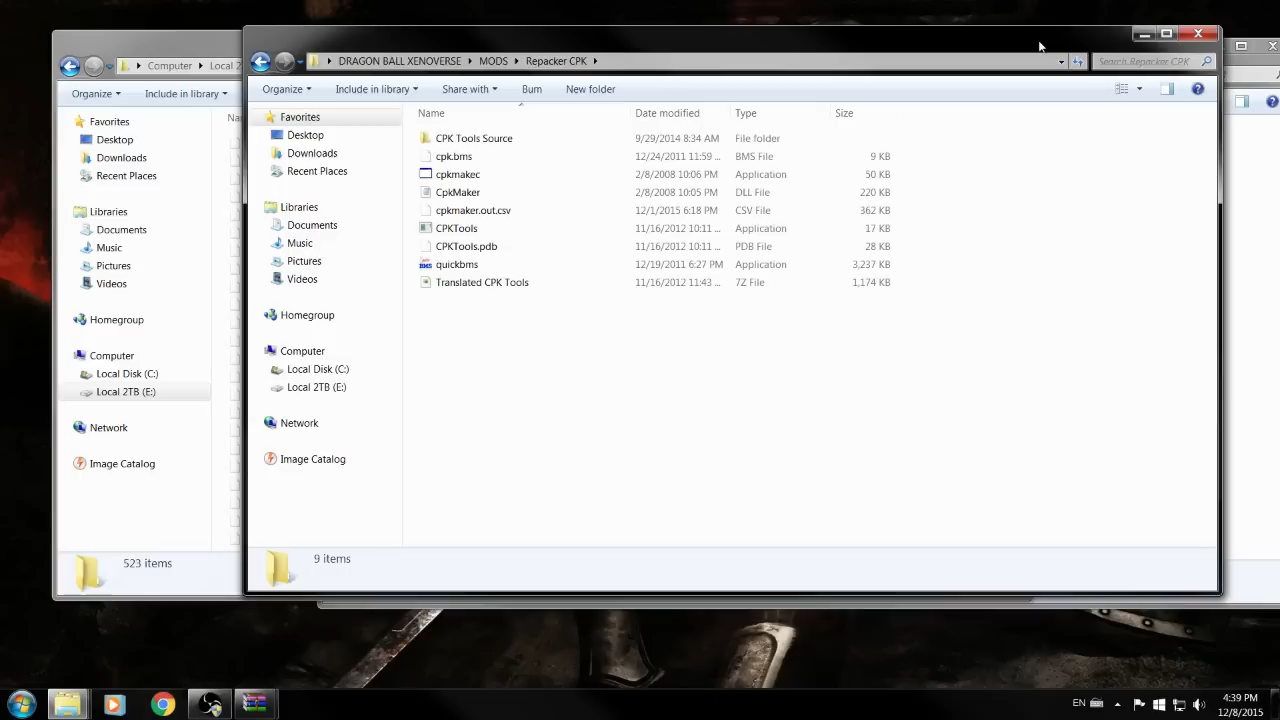 DRAGON BALL XENOVERSE MODS Repacker CPK Search Repacker CPK
Computer Local 2
Organize Include in library
Organize Include in library Share with Burn New folder
Favorites
Desktop
Downloads
Recent Places
Libraries
Documents
Music
Pictures
Videos
Homegroup
Computer
Local Disk (C:)
Local 2TB (E:)
Network
Image Catalog
523 items
Favorites
Desktop
Downloads
Recent Places
Libraries
Documents
Music
Pictures
Videos
Homegroup
Computer
Local Disk (C:)
Local 2TB (E:)
Network
Image Catalog
Name Date modified Type Size
CPK Tools Source 9/29/2014 8:34 AM File folder
cpk.bms 12/24/2011 11:59 ... BMS File 9 KB
cpkmakec 2/8/2008 10:06 PM Application 50 KB
CpkMaker 2/8/2008 10:05 PM DLL File 220 KB
cpkmaker.out.csv 12/1/2015 6:18 PM CSV File 362 KB
CPKTools 11/16/2012 10:11 ... Application 17 KB
CPKTools.pdb 11/16/2012 10:11 ... PDB File 28 KB
quickbms 12/19/2011 6:27 PM Application 3,237 KB
Translated CPK Tools 11/16/2012 11:43 ... 7Z File 1,174 KB
9 items
EN 4:39 PM
12/8/2015